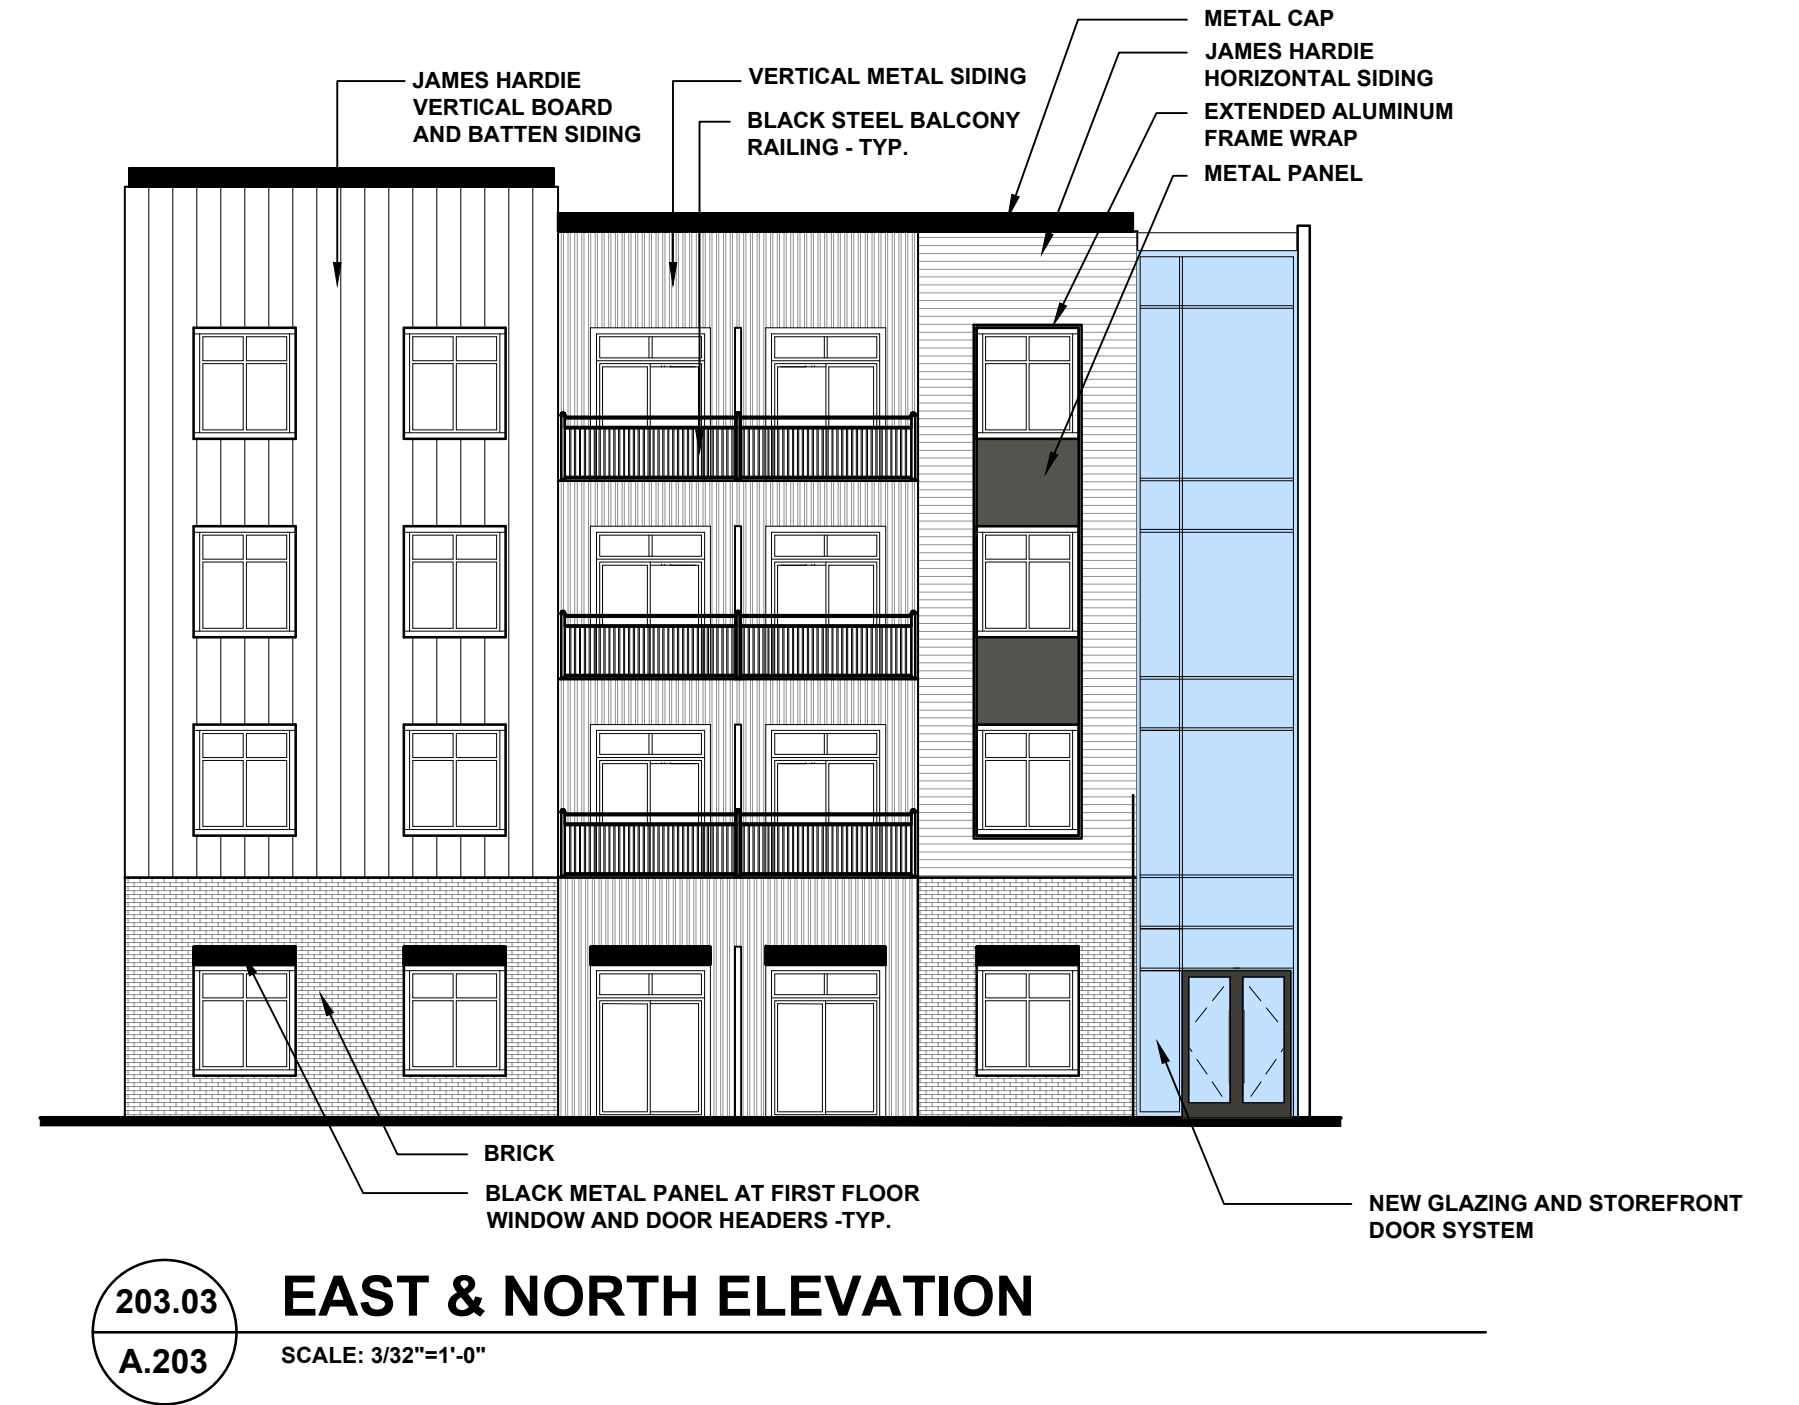 METAL CAP
JAMES HARDIE
HORIZONTAL SIDING
EXTENDED ALUMINUM
FRAME WRAP
METAL PANEL
JAMES HARDIE
VERTICAL BOARD
AND BATTEN SIDING
VERTICAL METAL SIDING
BLACK STEEL BALCONY
RAILING - TYP.
BRICK
BLACK METAL PANEL AT FIRST FLOOR
WINDOW AND DOOR HEADERS -TYP.
NEW GLAZING AND STOREFRONT
DOOR SYSTEM
203.03
A.203
EAST & NORTH ELEVATION
SCALE: 3/32"=1'-0"